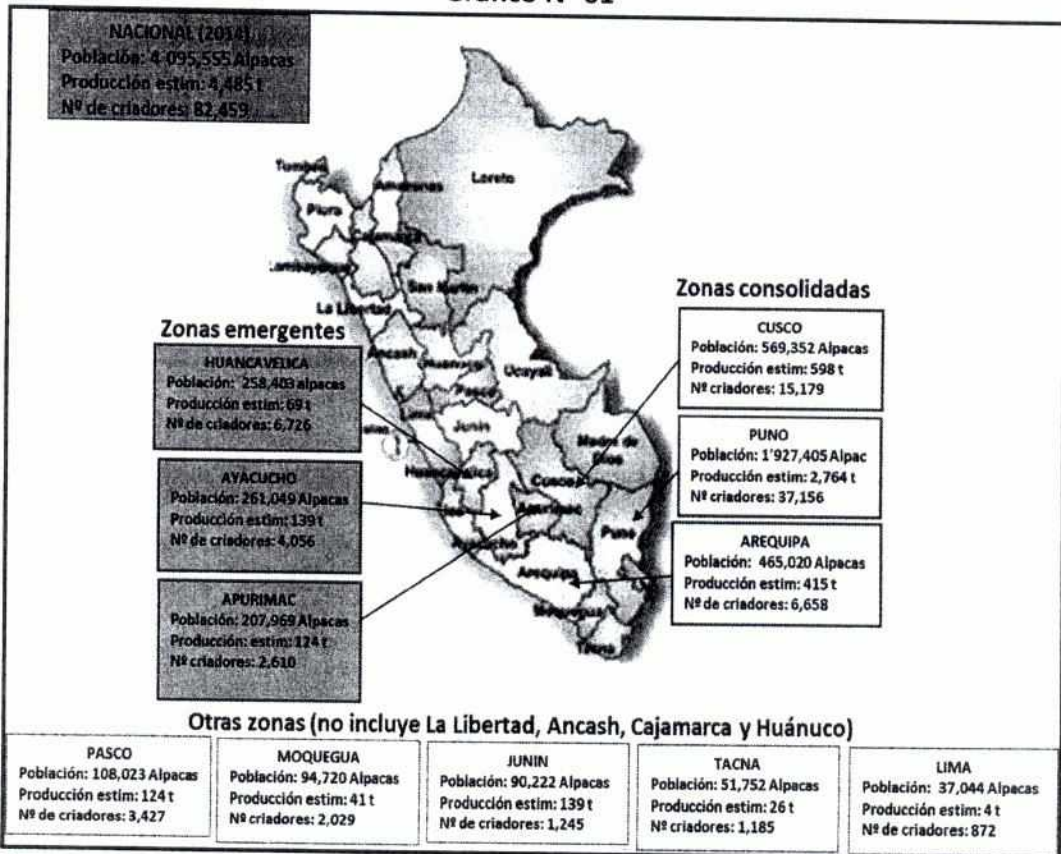 NACIONAL (2014)
Población: 4 095,555 Alpacas
Producción estim: 4,485 t
Nº de criadores: 82,459
Tumbes
Piura
Amazonas
Loreto
Cajamarca
Lambayeque
San Martín
La Libertad
Ancash
Huánuco
Ucayali
Pasco
Lima
Junín
Madre de
Dios
Huancavelica
Cusco
Apurimac
Ayacucho
Puno
Arequipa
Moquegua
Tacna
Zonas emergentes
HUANCAVELICA
Población: 258,403 alpacas
Producción estim: 69 t
Nº de criadores: 6,726
AYACUCHO
Población: 261,049 Alpacas
Producción estim: 139 t
Nº de criadores: 4,056
APURIMAC
Población: 207,969 Alpacas
Producción: estim: 124 t
Nº criadores: 2,610
Zonas consolidadas
CUSCO
Población: 569,352 Alpacas
Producción estim: 598 t
Nº criadores: 15,179
PUNO
Población: 1'927,405 Alpac
Producción estim: 2,764 t
Nº criadores: 37,156
AREQUIPA
Población: 465,020 Alpacas
Producción estim: 415 t
Nº criadores: 6,658
Otras zonas (no incluye La Libertad, Ancash, Cajamarca y Huánuco)
PASCO
Población: 108,023 Alpacas
Producción estim: 124 t
Nº de criadores: 3,427
MOQUEGUA
Población: 94,720 Alpacas
Producción estim: 41 t
Nº de criadores: 2,029
JUNIN
Población: 90,222 Alpacas
Producción estim: 139 t
Nº de criadores: 1,245
TACNA
Población: 51,752 Alpacas
Producción estim: 26 t
Nº criadores: 1,185
LIMA
Población: 37,044 Alpacas
Producción estim: 4 t
Nº de criadores: 872